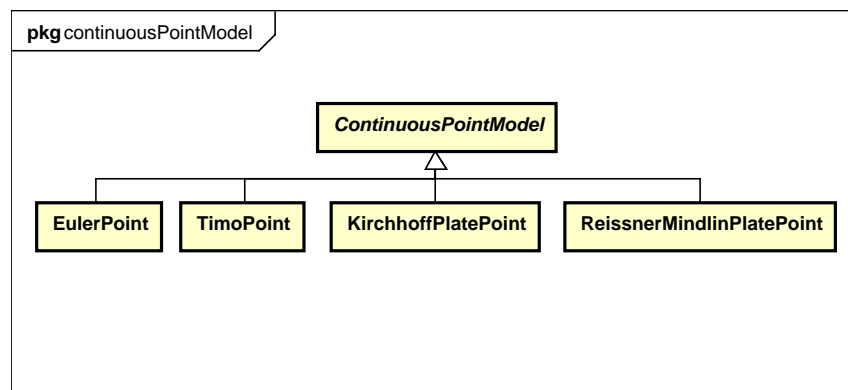 pkg continuousPointModel
ContinuousPointModel
EulerPoint TimoPoint KirchhoffPlatePoint ReissnerMindlinPlatePoint